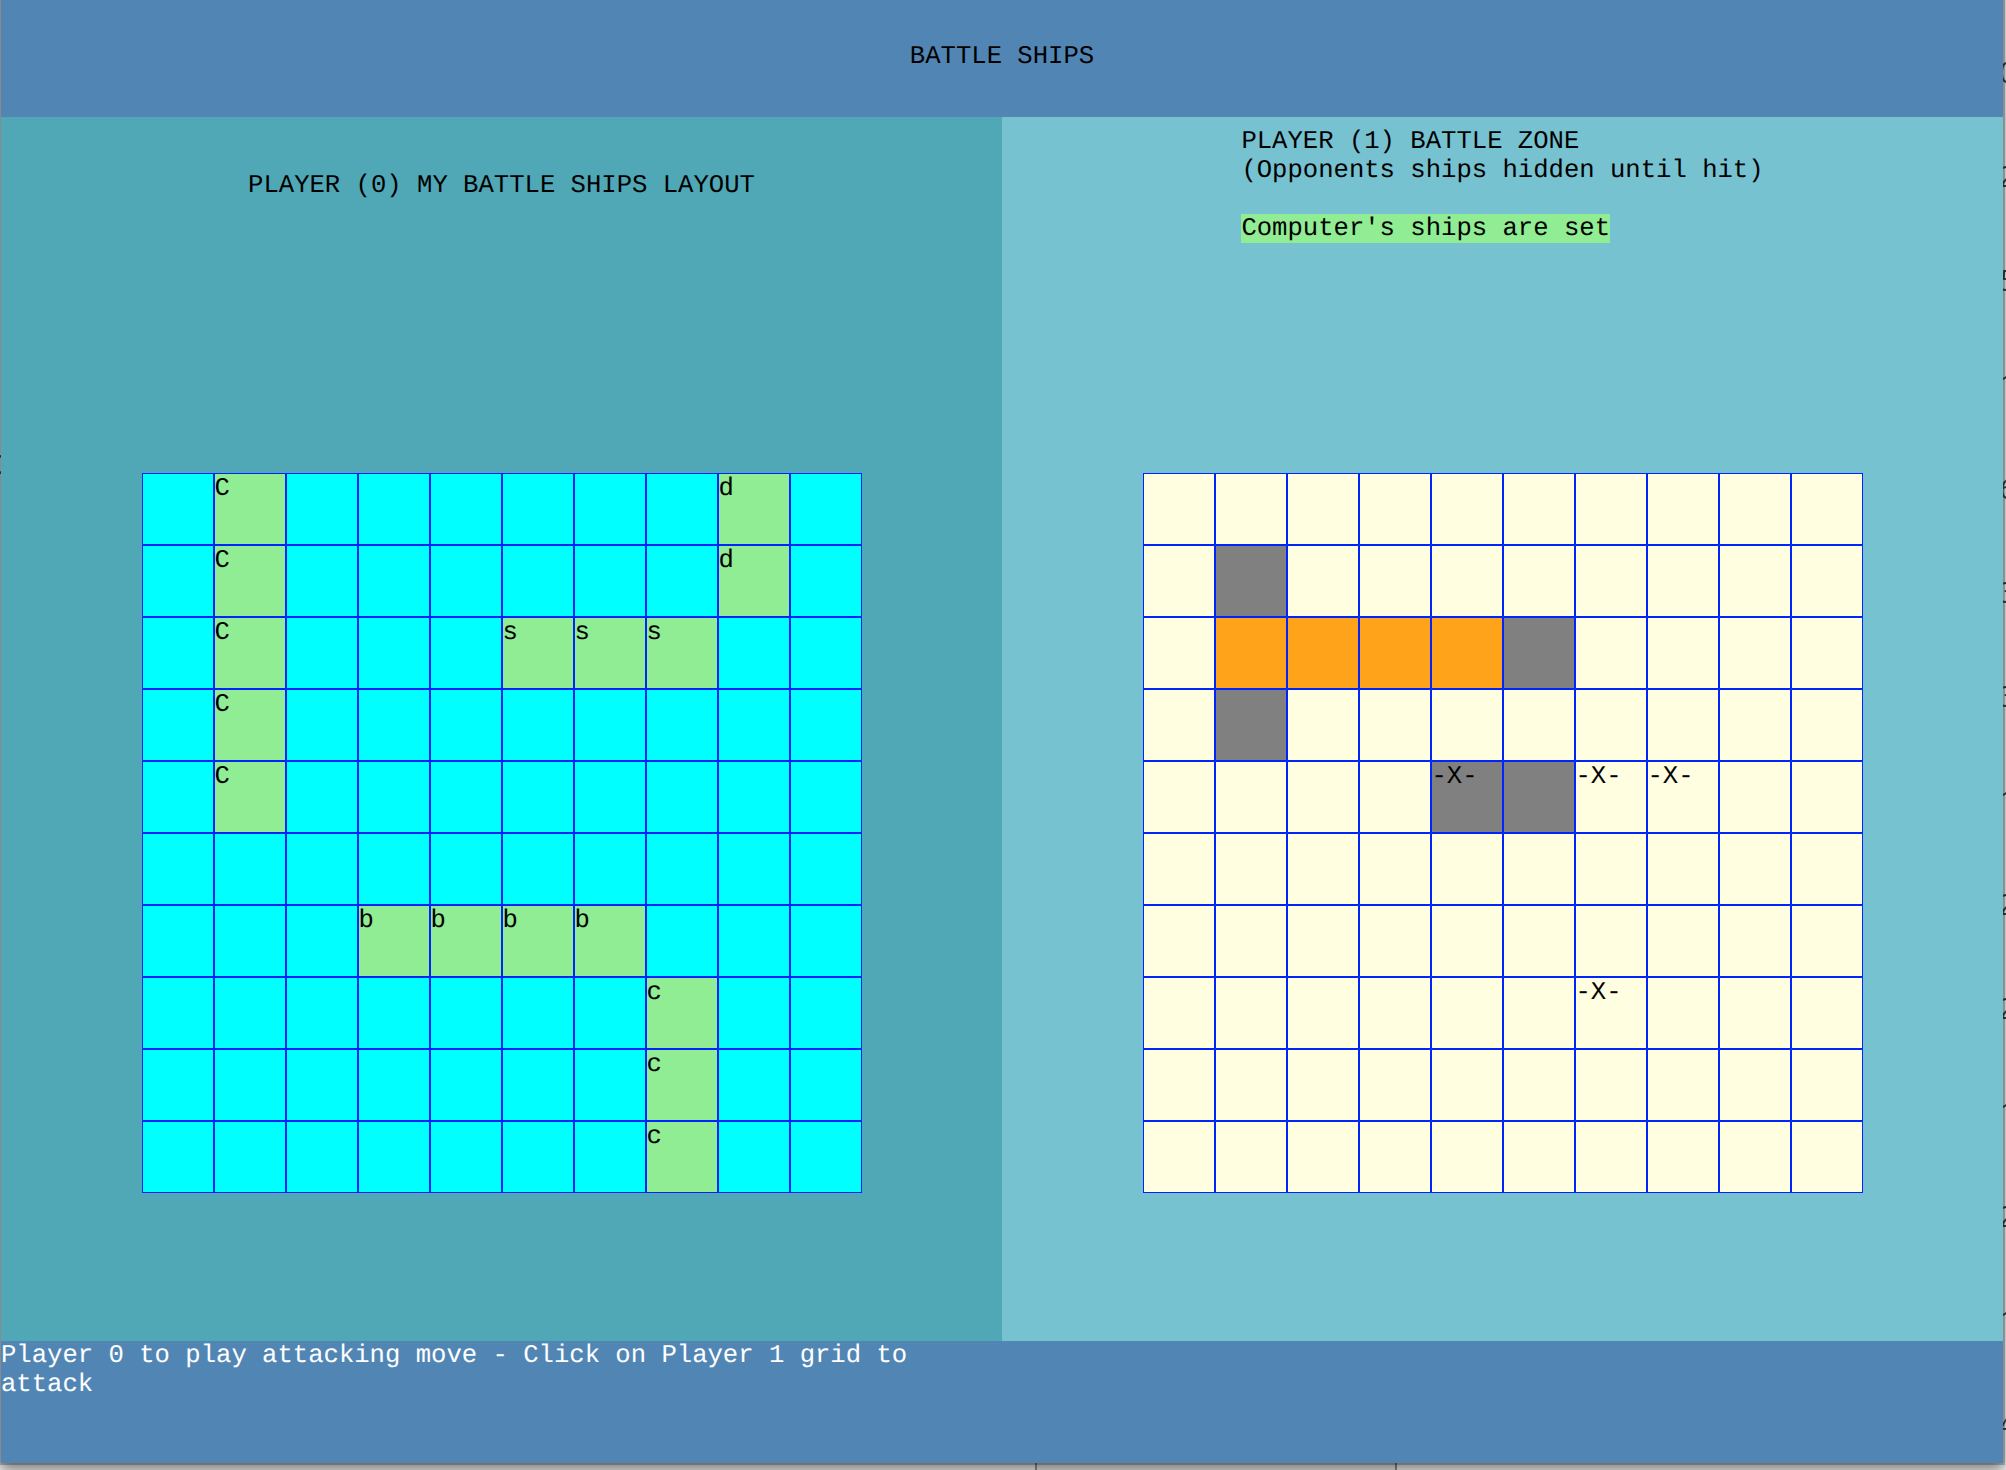 BATTLE SHIPS
PLAYER (0) MY BATTLE SHIPS LAYOUT
PLAYER (1) BATTLE ZONE
(Opponents ships hidden until hit)
Computer's ships are set
C d
C d
C s s s
C
C
b b b b
c
c
c
-X- -X- -X-
-X-
Player 0 to play attacking move - Click on Player 1 grid to
attack